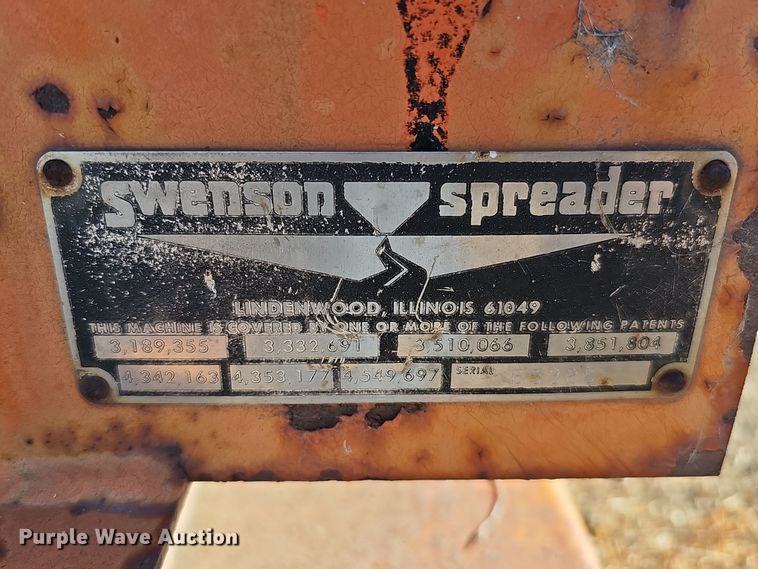 Swenson spreader
LINDENWOOD, ILLINOIS 61049
THIS MACHINE IS COVERED BY ONE OR MORE OF THE FOLLOWING PATENTS
3,189,355 3,332,691 3,510,066 3,851,804
4,342,163 4,353,177 4,549,697 SERIAL
Purple Wave Auction